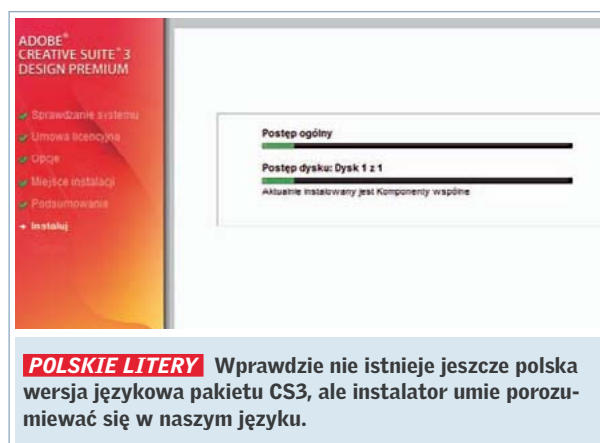 ADOBE®
CREATIVE SUITE® 3
DESIGN PREMIUM
Sprawdzanie systemu
Umowa licencyjna
Opcje
Miejsce instalacji
Podsumowanie
Instaluj
Postęp ogólny
Postęp dysku: Dysk 1 z 1
Aktualnie instalowany jest Komponenty wspólne
POLSKIE LITERY Wprawdzie nie istnieje jeszcze polska
wersja językowa pakietu CS3, ale instalator umie porozu-
miewać się w naszym języku.